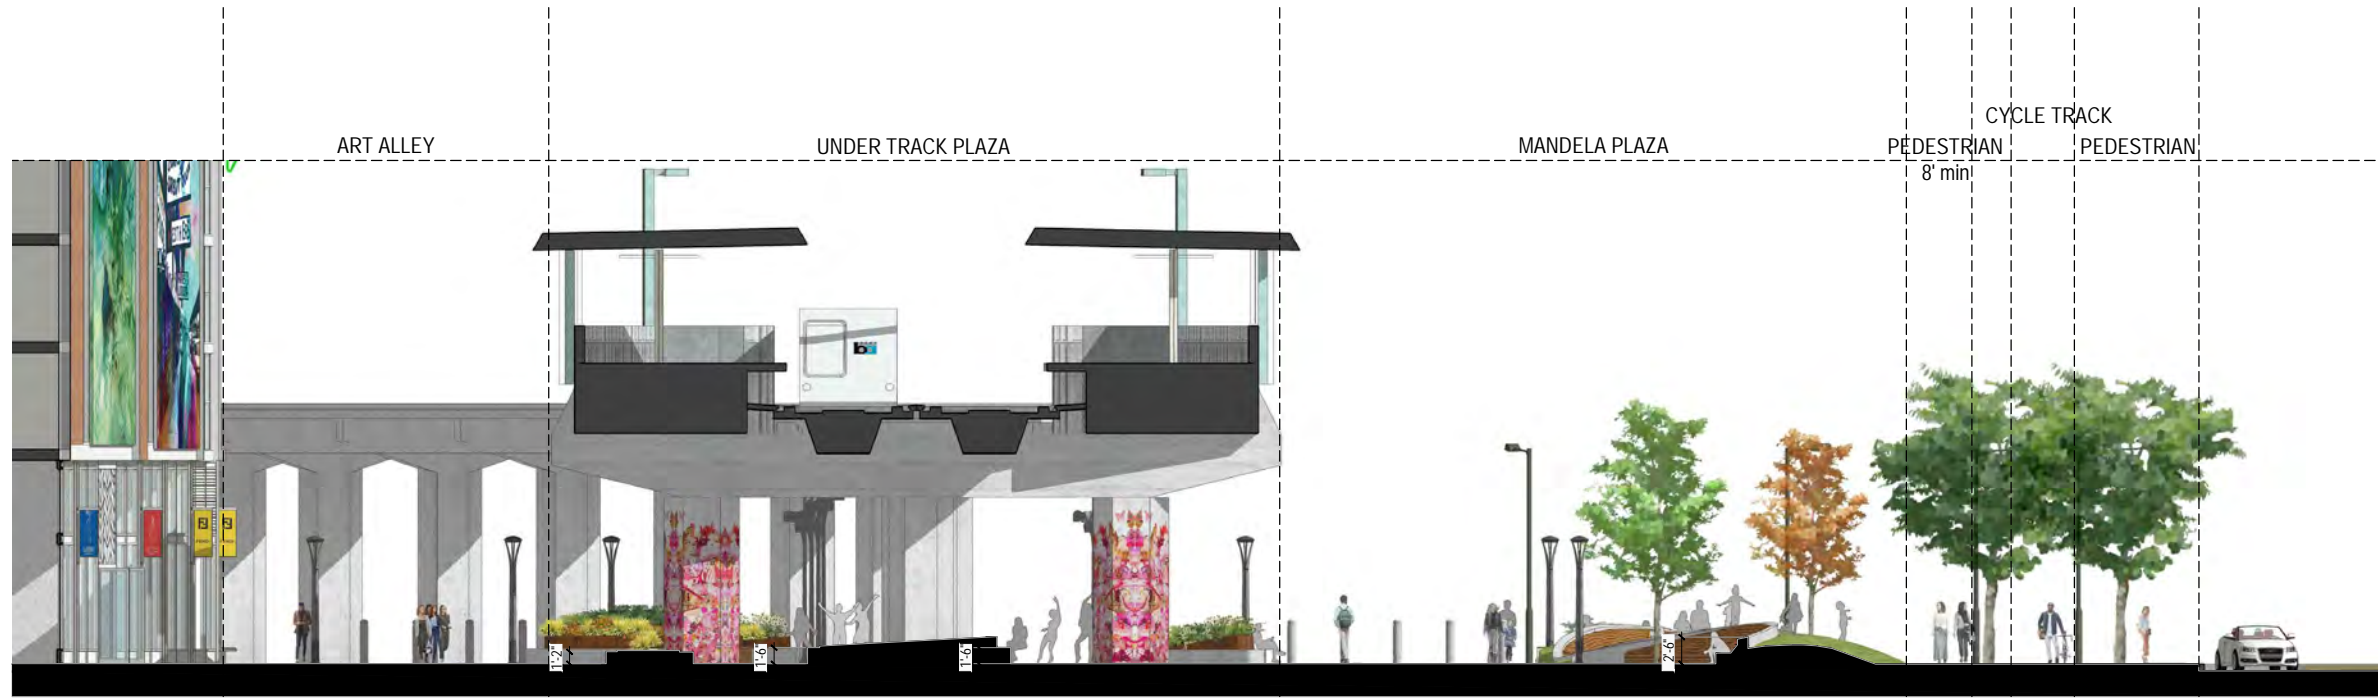 CYCLE TRACK
ART ALLEY
UNDER TRACK PLAZA
MANDELA PLAZA
PEDESTRIAN
PEDESTRIAN
8' min
1'-2"
1'-6"
1'-6"
2'-6"